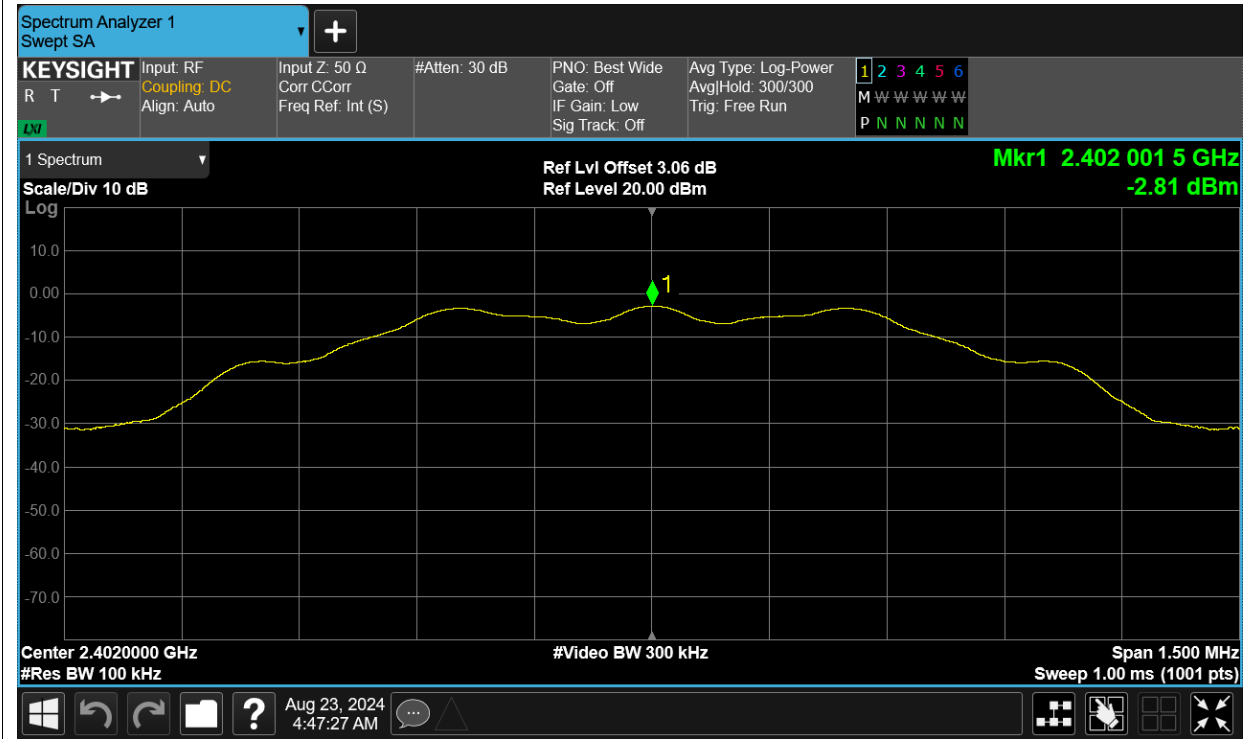 Spectrum Analyzer 1
Swept SA
KEYSIGHT
R T
LXI
Input: RF
Coupling: DC
Align: Auto
Input Z: 50 Ω
Corr CCorr
Freq Ref: Int (S)
#Atten: 30 dB
PNO: Best Wide
Gate: Off
IF Gain: Low
Sig Track: Off
Avg Type: Log-Power
Avg|Hold: 300/300
Trig: Free Run
1 2 3 4 5 6
M W W W W W
P N N N N N
1 Spectrum
Scale/Div 10 dB
Ref Lvl Offset 3.06 dB
Ref Level 20.00 dBm
Mkr1 2.402 001 5 GHz
-2.81 dBm
Log
10.0
0.00
-10.0
-20.0
-30.0
-40.0
-50.0
-60.0
-70.0
1
Center 2.4020000 GHz
#Res BW 100 kHz
#Video BW 300 kHz
Span 1.500 MHz
Sweep 1.00 ms (1001 pts)
?
Aug 23, 2024
4:47:27 AM